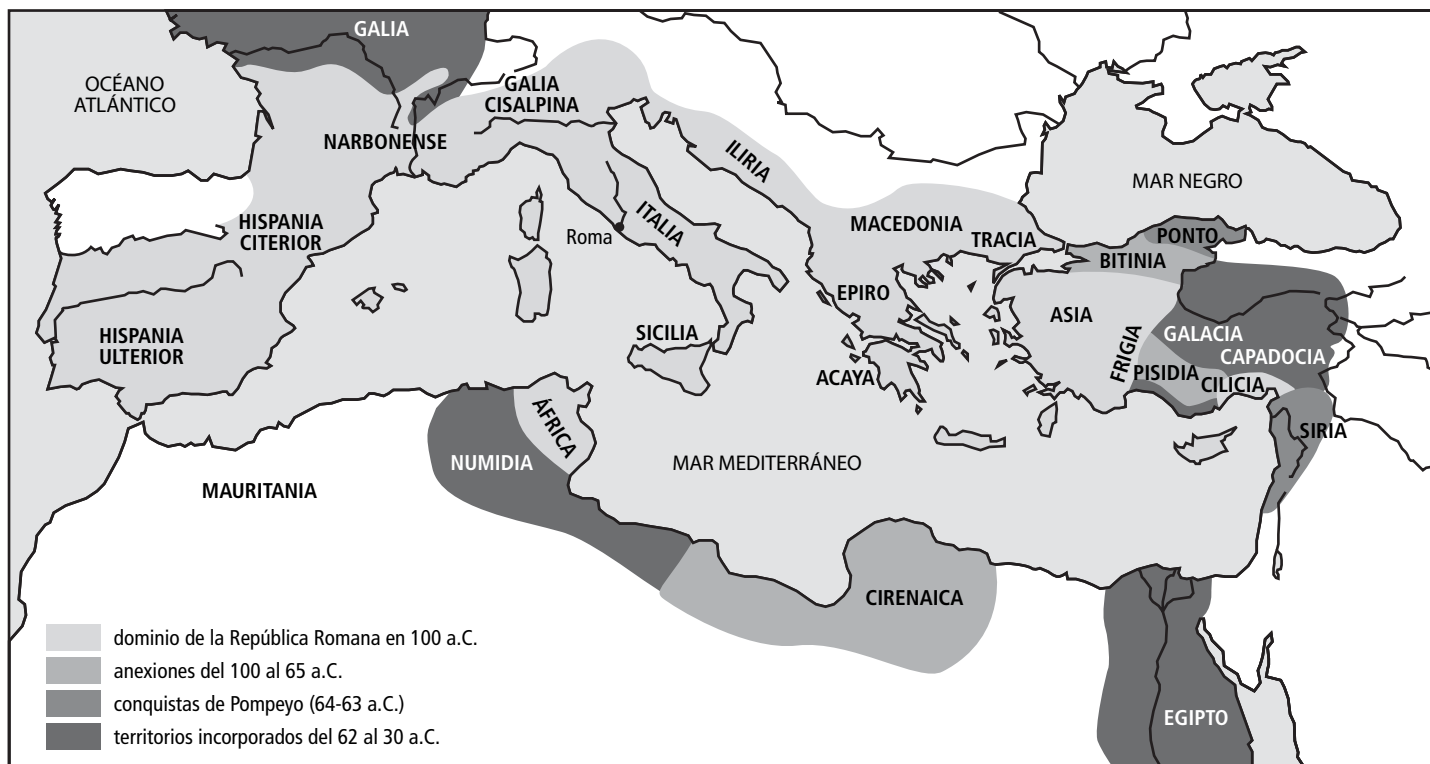 GALIA
OCÉANO
ATLÁNTICO
GALIA
CISALPINA
NARBONENSE
ILIRIA
MAR NEGRO
HISPANIA
CITERIOR
ITALIA
Roma
MACEDONIA
TRACIA
PONTO
BITINIA
EPIRO
ASIA
HISPANIA
ULTERIOR
SICILIA
ACAYA
FRIGIA
GALACIA
CAPADOCIA
PISIDIA
CILICIA
ÁFRICA
SIRIA
NUMIDIA
MAR MEDITERRÁNEO
MAURITANIA
CIRENAICA
EGIPTO
dominio de la República Romana en 100 a.C.
anexiones del 100 al 65 a.C.
conquistas de Pompeyo (64-63 a.C.)
territorios incorporados del 62 al 30 a.C.